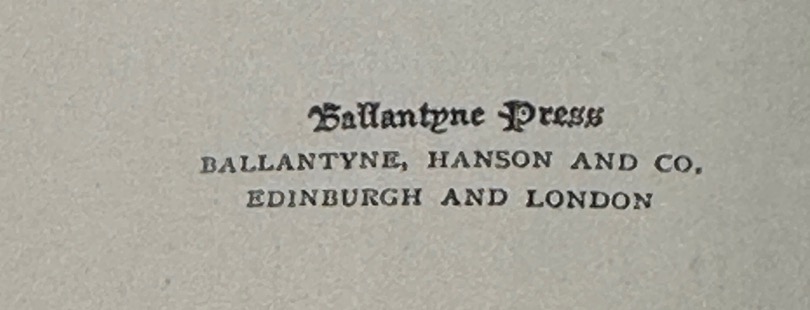 Ballantyne Press
BALLANTYNE, HANSON AND CO.
EDINBURGH AND LONDON